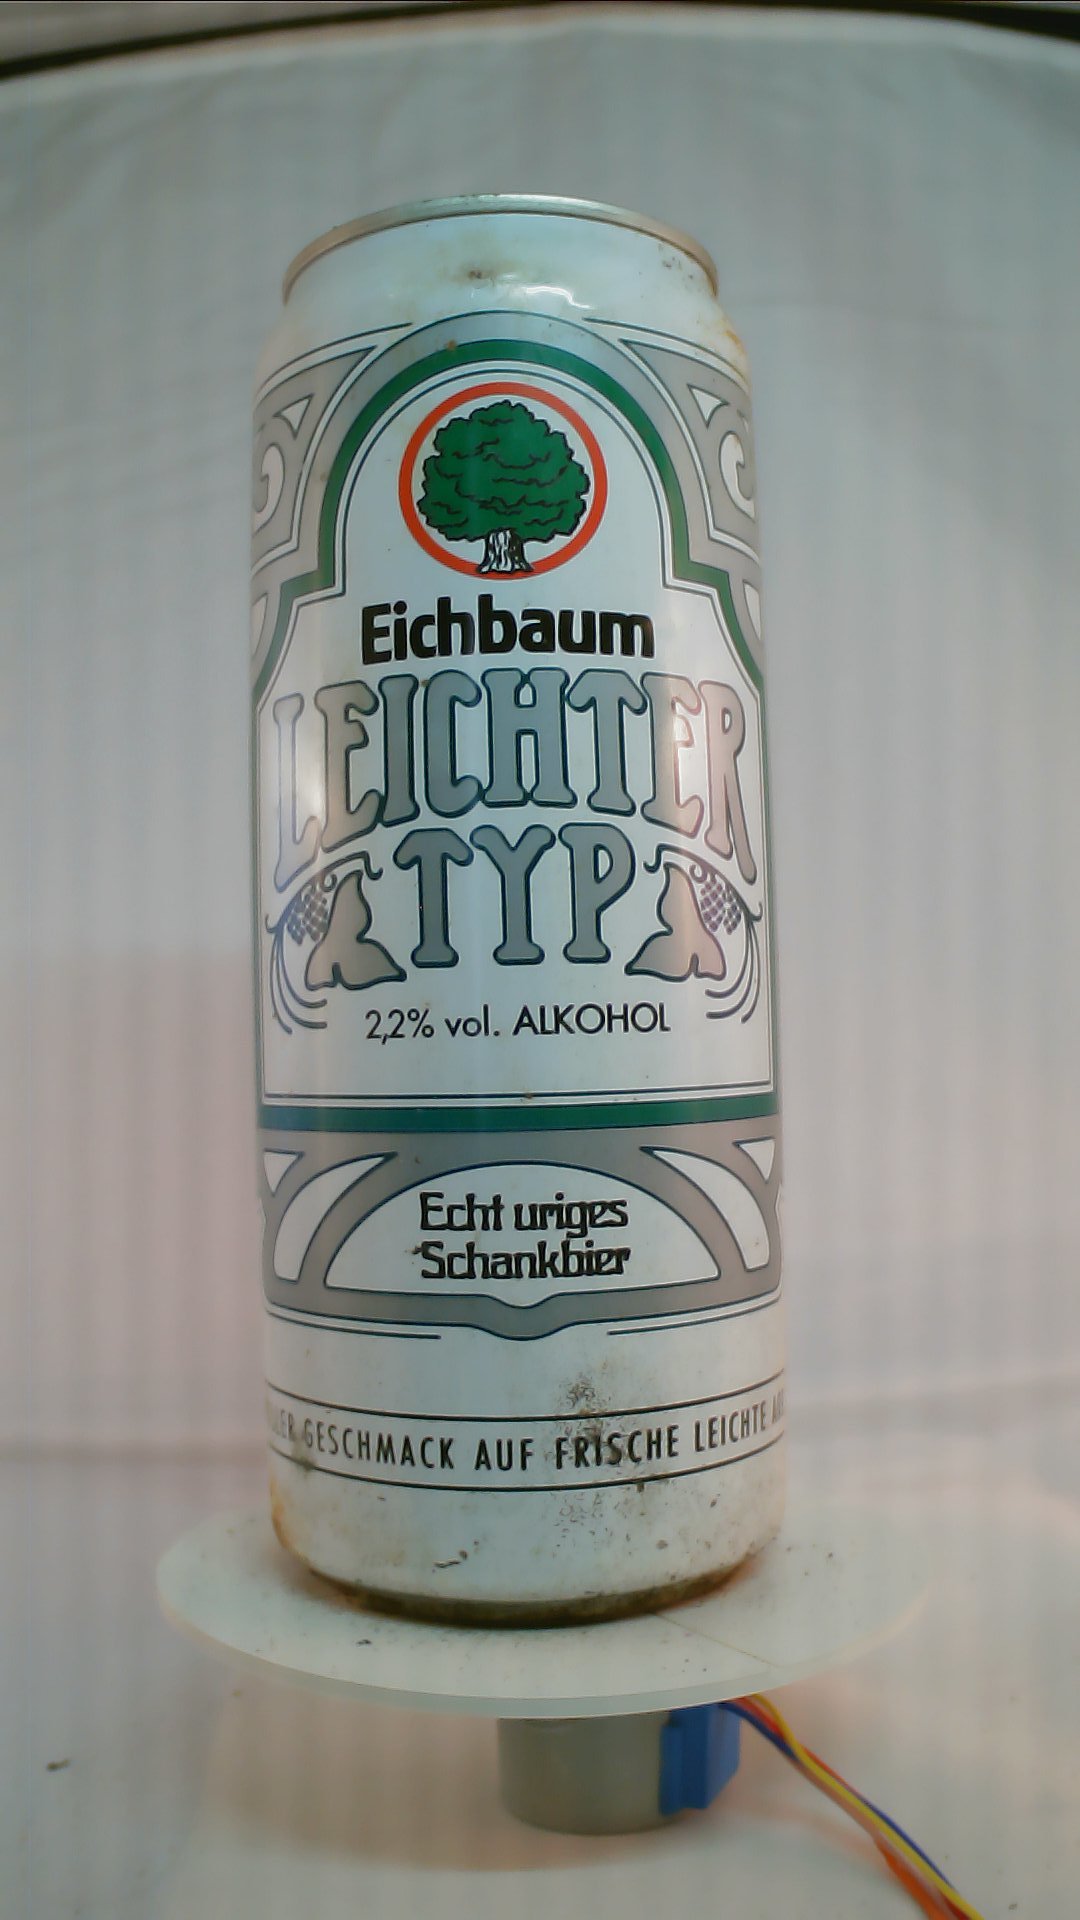 Eichbaum
LEICHTER
TYP
2,2% vol. ALKOHOL
Echt uriges
Schankbier
GESCHMACK AUF FRISCHE LEICHTE